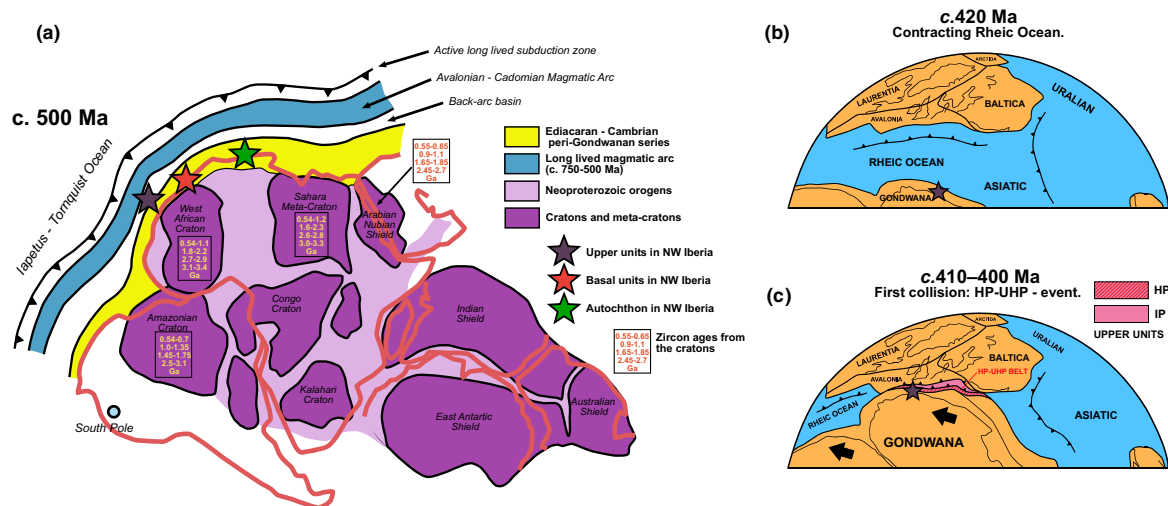 (a)
Active long lived subduction zone
Avalonian - Cadomian Magmatic Arc
Back-arc basin
c. 500 Ma
Iapetus - Tornquist Ocean
Ediacaran - Cambrian
peri-Gondwanan series
Long lived magmatic arc
(c. 750-500 Ma)
Neoproterozoic orogens
Cratons and meta-cratons
Upper units in NW Iberia
Basal units in NW Iberia
Autochthon in NW Iberia
0.55-0.65
0.9-1.1
1.65-1.85
2.45-2.7
Ga
Zircon ages from
the cratons
0.55-0.65
0.9-1.1
1.65-1.85
2.45-2.7
Ga
West
African
Craton
0.54-1.1
1.8-2.2
2.7-2.9
3.1-3.4
Ga
Sahara
Meta-Craton
0.54-1.2
1.6-2.3
2.6-2.8
3.0-3.3
Ga
Arabian
Nubian
Shield
Amazonian
Craton
0.54-0.7
1.0-1.35
1.45-1.75
2.5-3.1
Ga
Congo
Craton
Indian
Shield
Kalahari
Craton
East Antartic
Shield
Australian
Shield
South Pole
(b)
c.420 Ma
Contracting Rheic Ocean.
ARCTIDA
LAURENTIA
BALTICA
URALIAN
AVALONIA
RHEIC OCEAN
ASIATIC
GONDWANA
(c)
c.410–400 Ma
First collision: HP-UHP - event.
HP
IP
UPPER UNITS
ARCTIDA
LAURENTIA
BALTICA
URALIAN
HP-UHP BELT
AVALONIA
RHEIC OCEAN
ASIATIC
GONDWANA